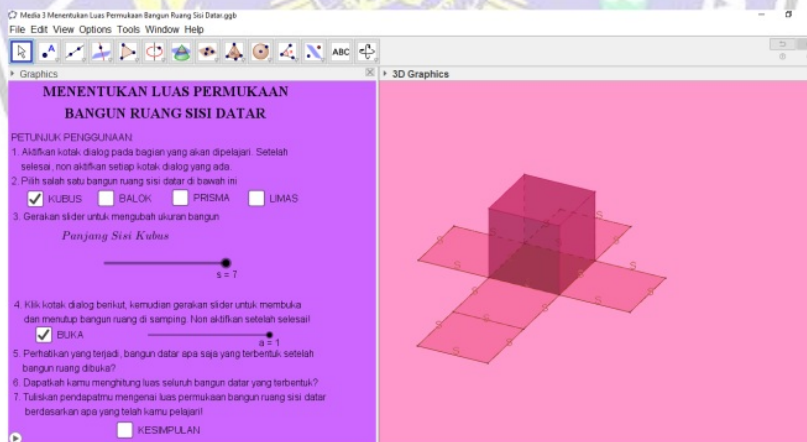 Media 3 Menentukan Luas Permukaan Bangun Ruang Sisi Datar.ggb
File Edit View Options Tools Window Help
A
ABC
Graphics
3D Graphics
MENENTUKAN LUAS PERMUKAAN
BANGUN RUANG SISI DATAR
PETUNJUK PENGGUNAAN
1. Aktifkan kotak dialog pada bagian yang akan dipelajari. Setelah
selesai, non aktifkan setiap kotak dialog yang ada.
2. Pilih salah satu bangun ruang sisi datar di bawah ini
KUBUS BALOK PRISMA LIMAS
3. Gerakan slider untuk mengubah ukuran bangun
Panjang Sisi Kubus
s = 7
4. Klik kotak dialog berikut, kemudian gerakan slider untuk membuka
dan menutup bangun ruang di samping. Non aktifkan setelah selesai!
BUKA
a = 1
5. Perhatikan yang terjadi, bangun datar apa saja yang terbentuk setelah
bangun ruang dibuka?
6. Dapatkah kamu menghitung luas seluruh bangun datar yang terbentuk?
7. Tuliskan pendapatmu mengenai luas permukaan bangun ruang sisi datar
berdasarkan apa yang telah kamu pelajari!
KESIMPULAN
S
S
S
S
S
S
S
S
S
S
S
S
S